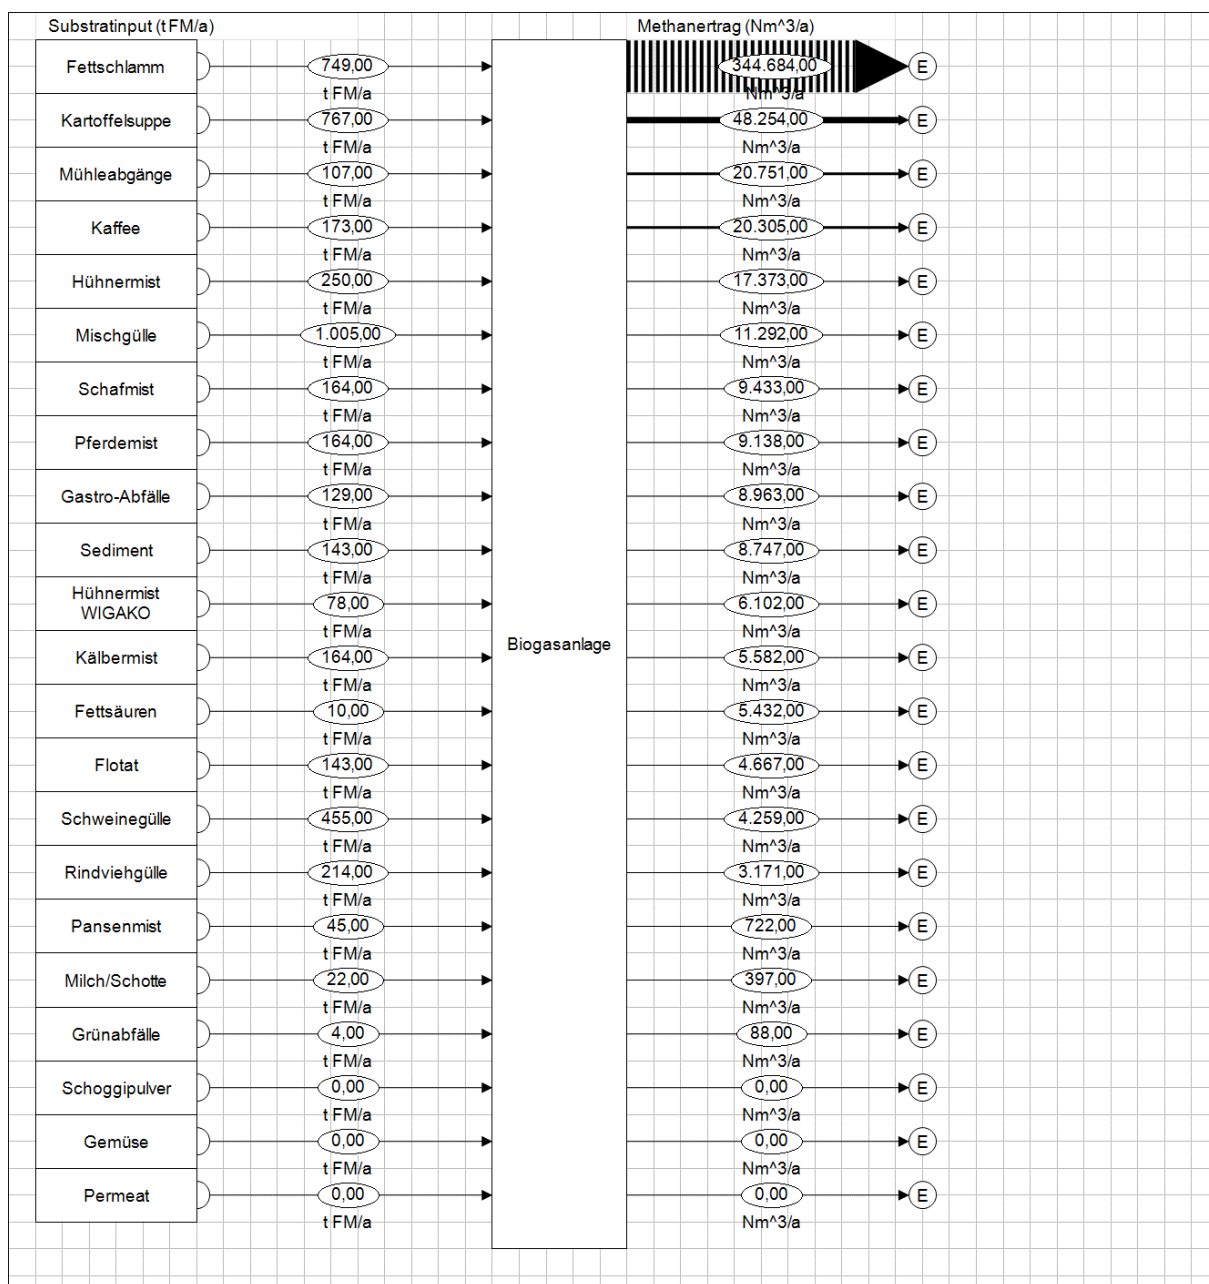 Substratinput (t FM/a) Methanertrag (Nm^3/a)
Fettschlamm 749,00 344.684,00 E
t FM/a Nm^3/a
Kartoffelsuppe 767,00 48.254,00 E
t FM/a Nm^3/a
Mühleabgänge 107,00 20.751,00 E
t FM/a Nm^3/a
Kaffee 173,00 20.305,00 E
t FM/a Nm^3/a
Hühnermist 250,00 17.373,00 E
t FM/a Nm^3/a
Mischgülle 1.005,00 11.292,00 E
t FM/a Nm^3/a
Schafmist 164,00 9.433,00 E
t FM/a Nm^3/a
Pferdemist 164,00 9.138,00 E
t FM/a Nm^3/a
Gastro-Abfälle 129,00 8.963,00 E
t FM/a Nm^3/a
Sediment 143,00 8.747,00 E
t FM/a Nm^3/a
Hühnermist
WIGAKO 78,00 6.102,00 E
t FM/a Nm^3/a
Biogasanlage
Kälbermist 164,00 5.582,00 E
t FM/a Nm^3/a
Fettsäuren 10,00 5.432,00 E
t FM/a Nm^3/a
Flotat 143,00 4.667,00 E
t FM/a Nm^3/a
Schweinegülle 455,00 4.259,00 E
t FM/a Nm^3/a
Rindviehgülle 214,00 3.171,00 E
t FM/a Nm^3/a
Pansenmist 45,00 722,00 E
t FM/a Nm^3/a
Milch/Schotte 22,00 397,00 E
t FM/a Nm^3/a
Grünabfälle 4,00 88,00 E
t FM/a Nm^3/a
Schoggipulver 0,00 0,00 E
t FM/a Nm^3/a
Gemüse 0,00 0,00 E
t FM/a Nm^3/a
Permeat 0,00 0,00 E
t FM/a Nm^3/a